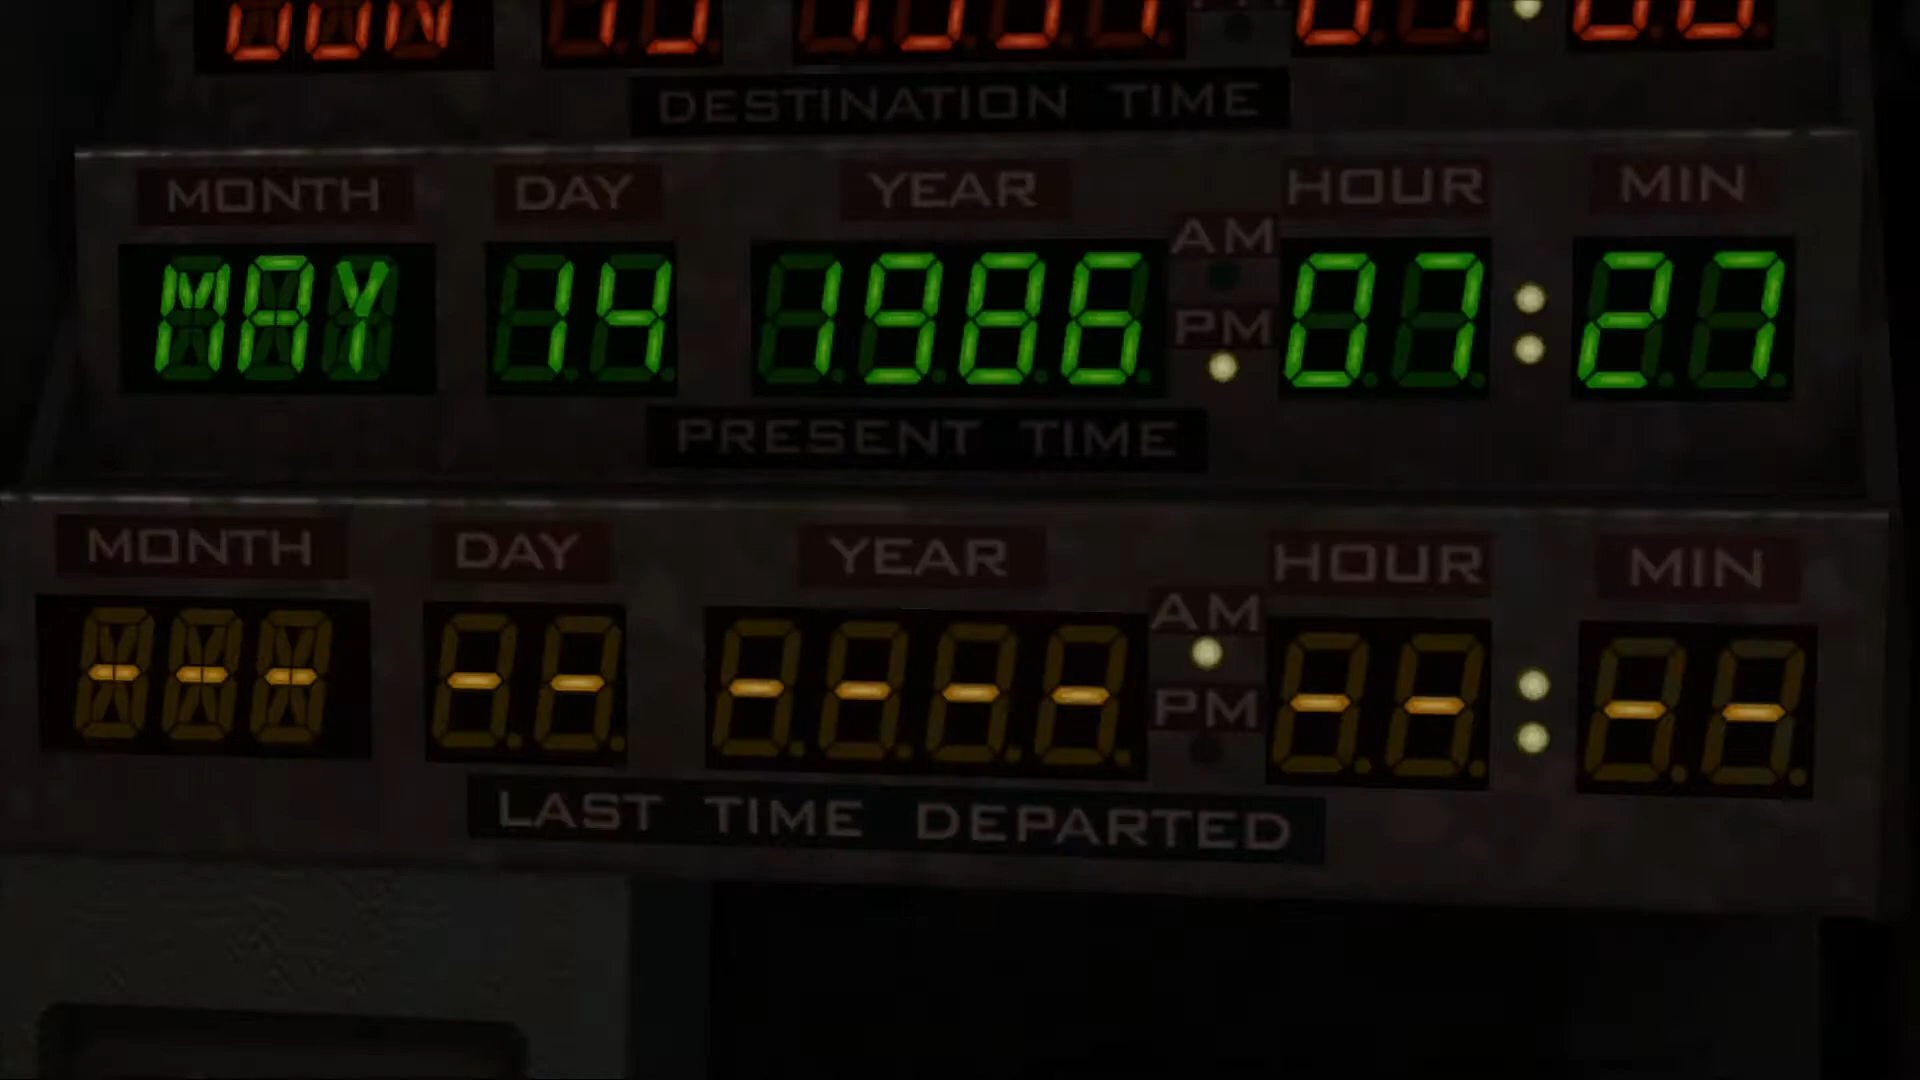 JUN
DESTINATION TIME
MONTH DAY YEAR HOUR MIN
AM
MAY 14 1986 07:27
PM
PRESENT TIME
MONTH DAY YEAR HOUR MIN
AM
--- -- ---- --:--
PM
LAST TIME DEPARTED